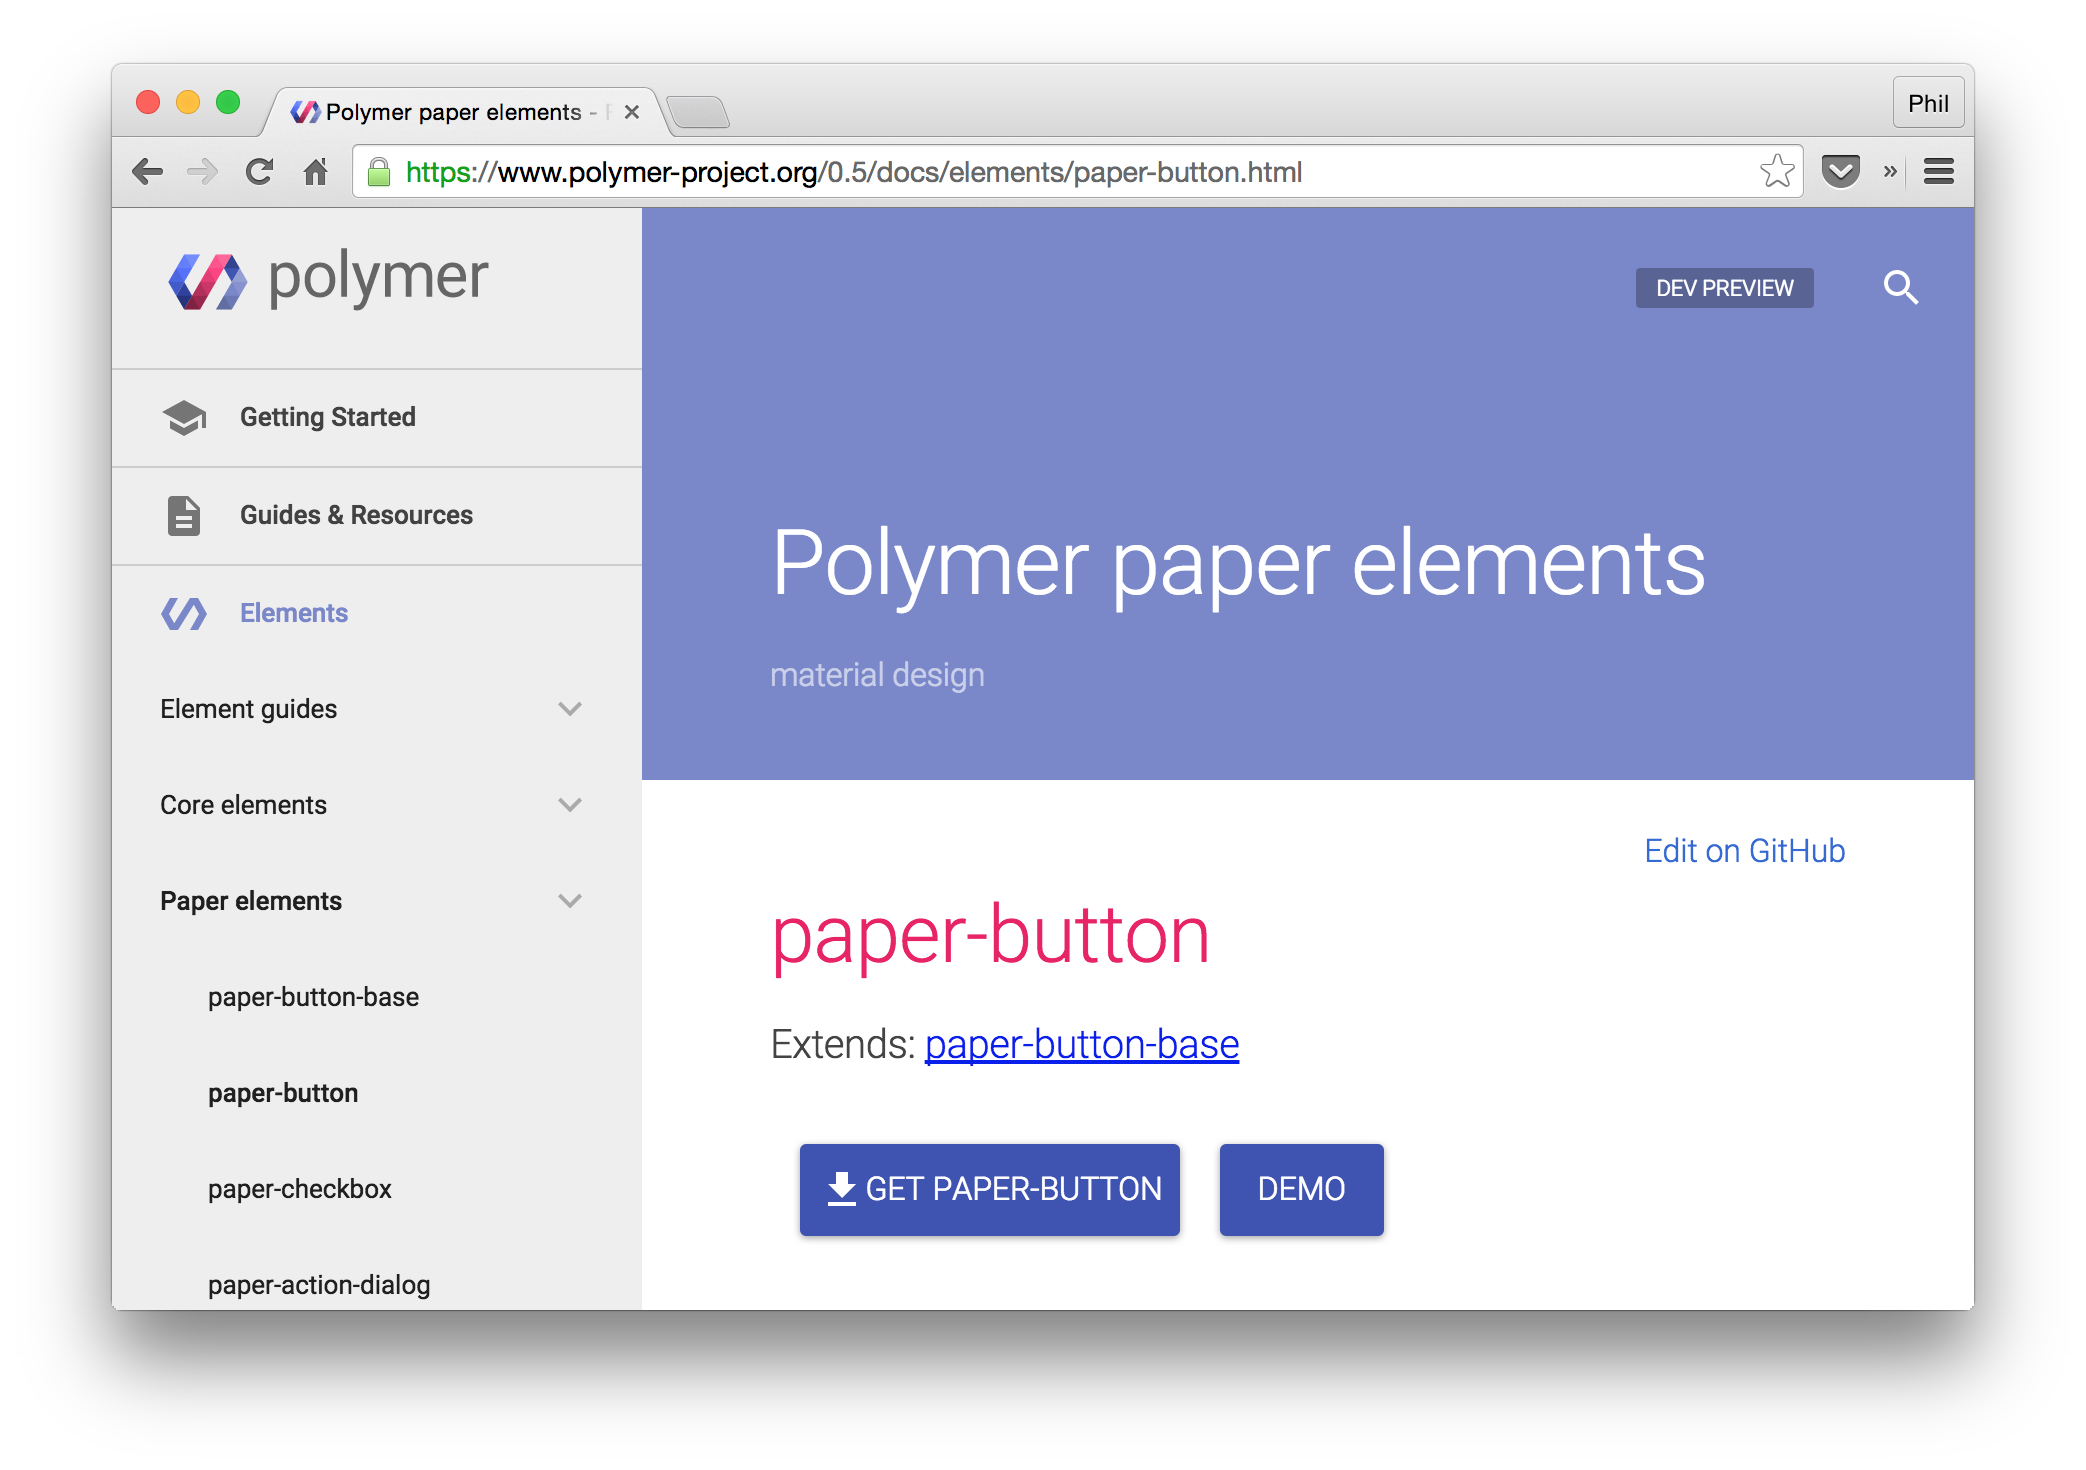 Polymer paper elements -
Phil
https://www.polymer-project.org/0.5/docs/elements/paper-button.html
»
polymer
DEV PREVIEW
Getting Started
Guides & Resources
Elements
Element guides
Core elements
Paper elements
paper-button-base
paper-button
paper-checkbox
paper-action-dialog
Polymer paper elements
material design
Edit on GitHub
paper-button
Extends: paper-button-base
GET PAPER-BUTTON
DEMO